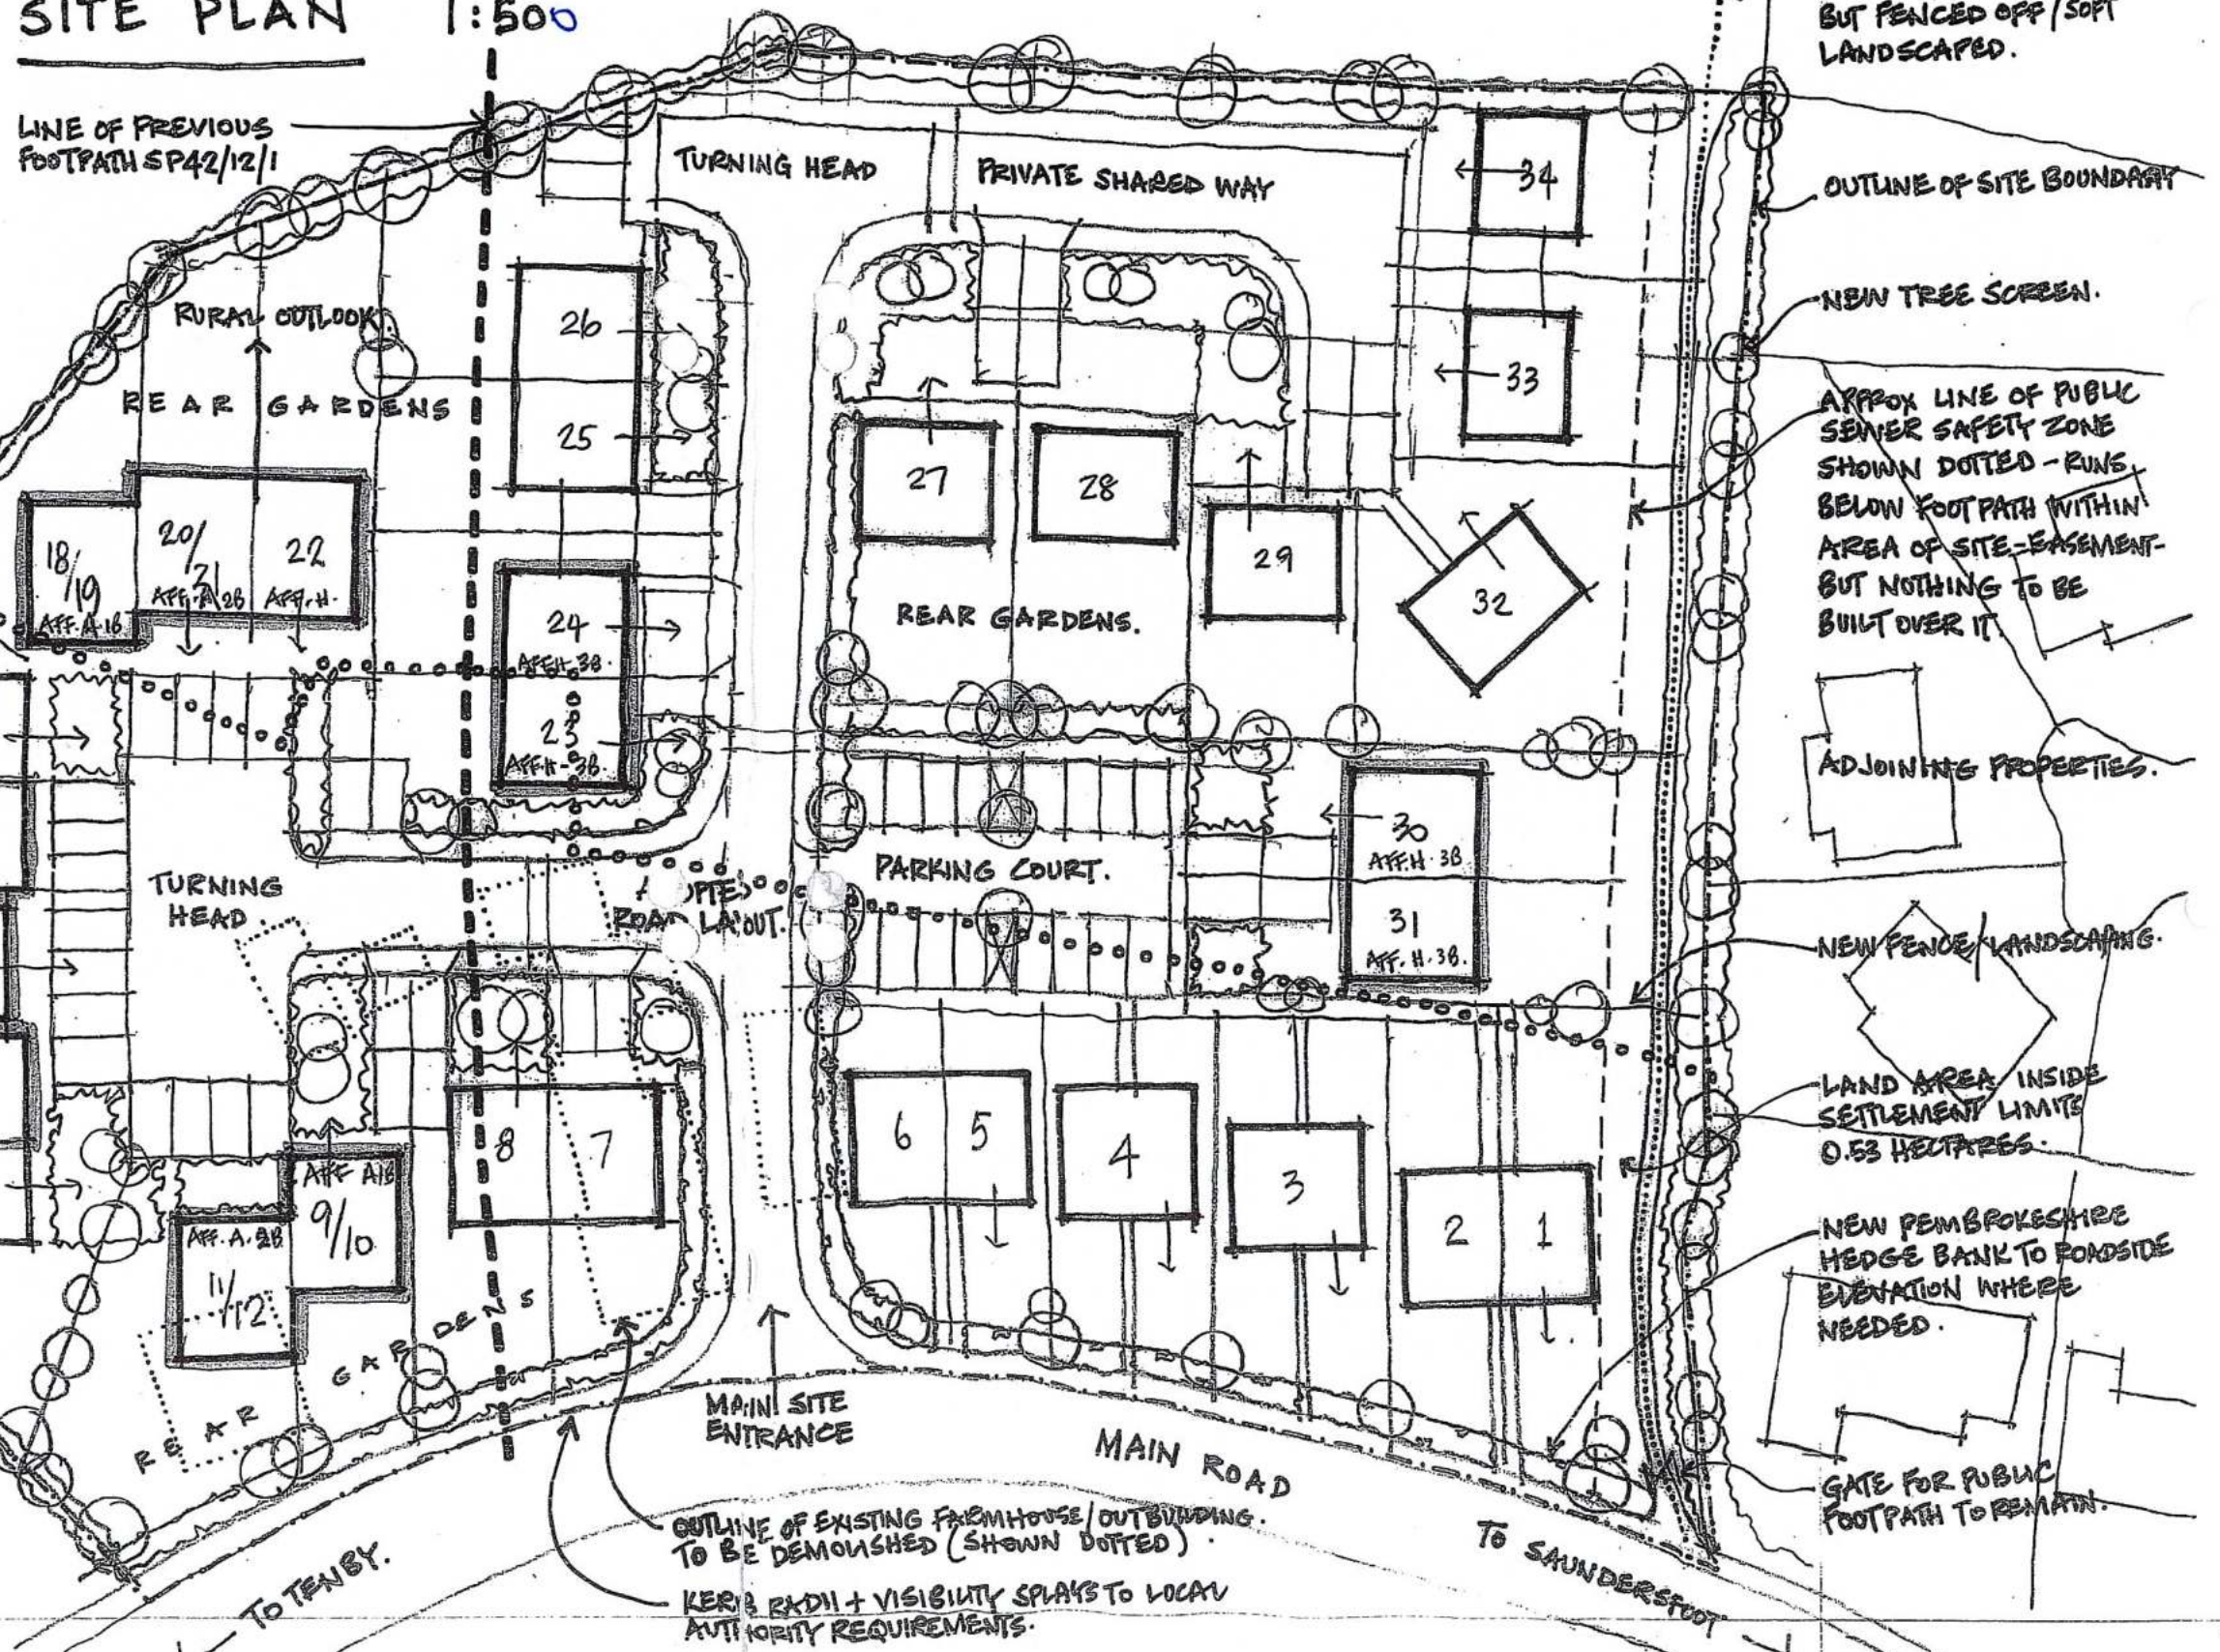 SITE PLAN 1:500
BUT FENCED OFF / SOFT
LANDSCAPED.
LINE OF PREVIOUS
FOOTPATH SP42/12/1
TURNING HEAD
PRIVATE SHARED WAY
34
OUTLINE OF SITE BOUNDARY
NEW TREE SCREEN.
RURAL OUTLOOK
REAR GARDENS
26
25
33
APPROX LINE OF PUBLIC
SEWER SAFETY ZONE
SHOWN DOTTED - RUNS
BELOW FOOTPATH WITHIN
AREA OF SITE - EASEMENT -
BUT NOTHING TO BE
BUILT OVER IT.
27
28
29
32
18/19
AFF. A. 1B
20/21
AFF. A. 2B
22
AFF. H.
24
AFF. H. 3B.
23
AFF. H - 3B.
REAR GARDENS.
ADJOINING PROPERTIES.
30
AFF. H. 3B
31
AFF. H. 3B.
PARKING COURT.
TURNING
HEAD
ROAD LAYOUT.
NEW FENCE / LANDSCAPING.
LAND AREA INSIDE
SETTLEMENT LIMITS
0.53 HECTARES.
8
7
6
5
4
3
2
1
AFF A1B
9/10
AFF. A. 2B
11/12
REAR GARDENS
NEW PEMBROKESHIRE
HEDGE BANK TO ROADSIDE
ELEVATION WHERE
NEEDED.
MAIN SITE
ENTRANCE
MAIN ROAD
GATE FOR PUBLIC
FOOTPATH TO REMAIN.
OUTLINE OF EXISTING FARMHOUSE / OUTBUILDING.
TO BE DEMOLISHED (SHOWN DOTTED).
TO TENBY.
TO SAUNDERSFOOT
KERB RADII + VISIBILITY SPLAYS TO LOCAL
AUTHORITY REQUIREMENTS.